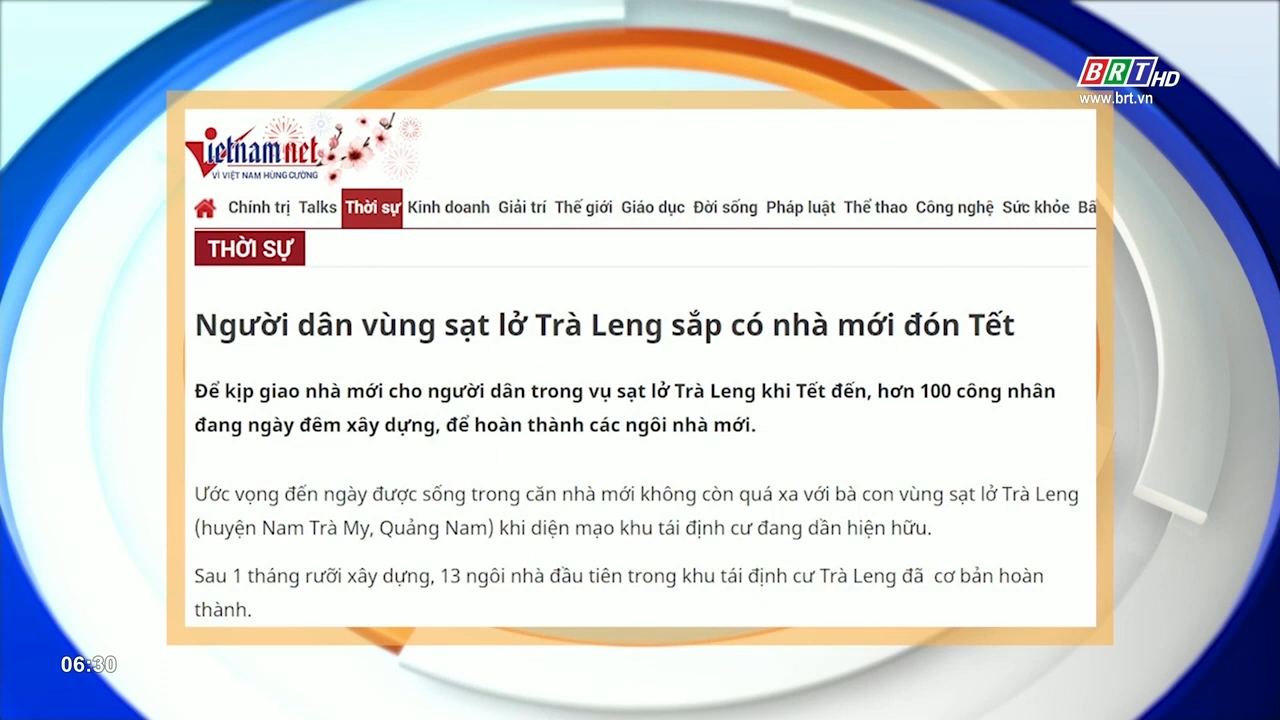 BRT HD
www.brt.vn
Vietnamnet
VÌ VIỆT NAM HÙNG CƯỜNG
Chính trị Talks Thời sự Kinh doanh Giải trí Thế giới Giáo dục Đời sống Pháp luật Thể thao Công nghệ Sức khỏe
THỜI SỰ
Người dân vùng sạt lở Trà Leng sắp có nhà mới đón Tết
Để kịp giao nhà mới cho người dân trong vụ sạt lở Trà Leng khi Tết đến, hơn 100 công nhân
đang ngày đêm xây dựng, để hoàn thành các ngôi nhà mới.
Ước vọng đến ngày được sống trong căn nhà mới không còn quá xa với bà con vùng sạt lở Trà Leng
(huyện Nam Trà My, Quảng Nam) khi diện mạo khu tái định cư đang dần hiện hữu.
Sau 1 tháng rưỡi xây dựng, 13 ngôi nhà đầu tiên trong khu tái định cư Trà Leng đã cơ bản hoàn
thành.
06:30